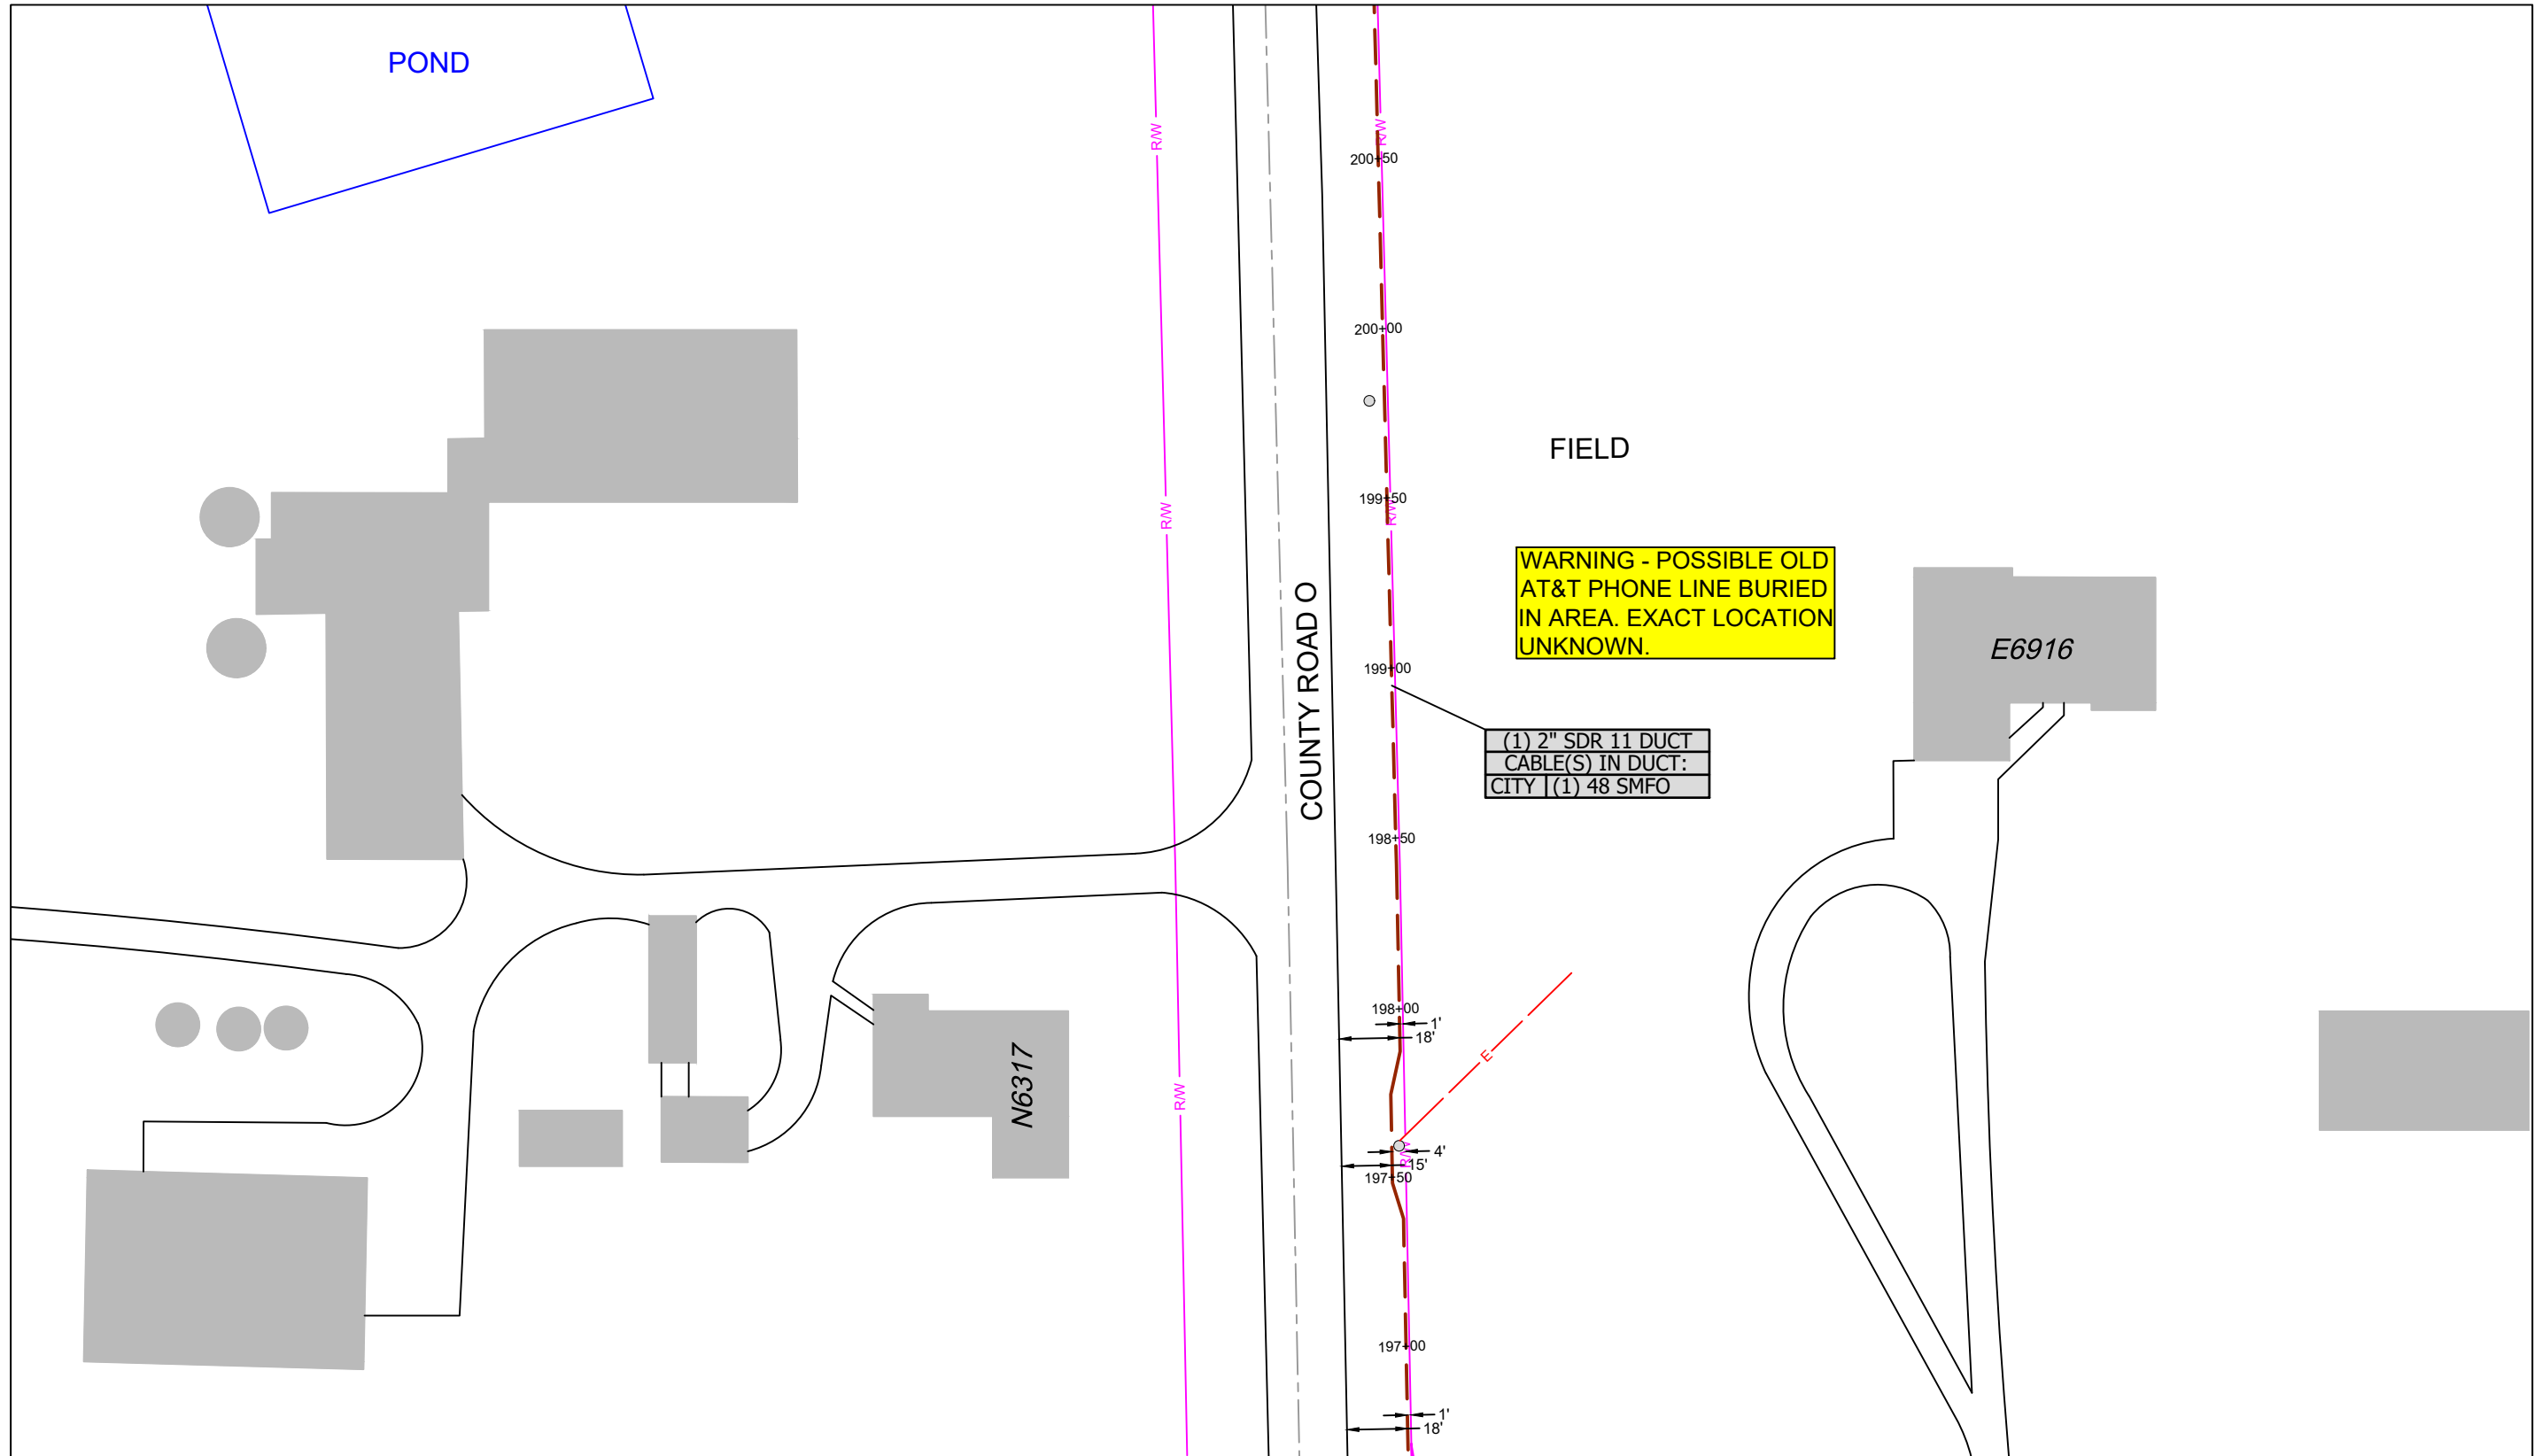 POND
R/W
R/W
200+50
200+00
FIELD
199+50
R/W
R/W
WARNING - POSSIBLE OLD
AT&T PHONE LINE BURIED
IN AREA. EXACT LOCATION
UNKNOWN.
COUNTY ROAD O
E6916
199+00
(1) 2" SDR 11 DUCT
CABLE(S) IN DUCT:
CITY (1) 48 SMFO
198+50
198+00
1'
18'
E
N6317
R/W
R/W
4'
15'
197+50
197+00
1'
18'